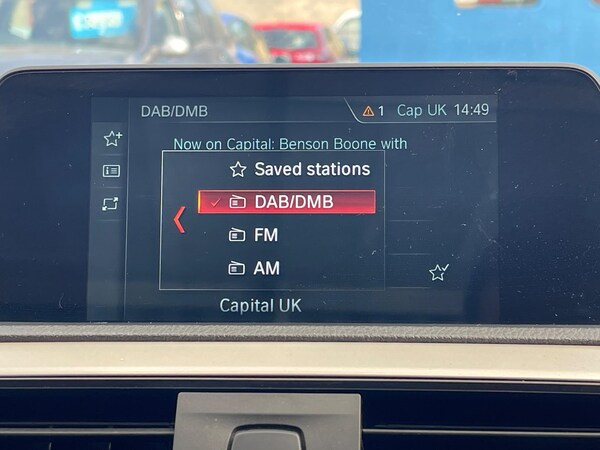 DAB/DMB
1 Cap UK 14:49
Now on Capital: Benson Boone with
Saved stations
DAB/DMB
FM
AM
Capital UK